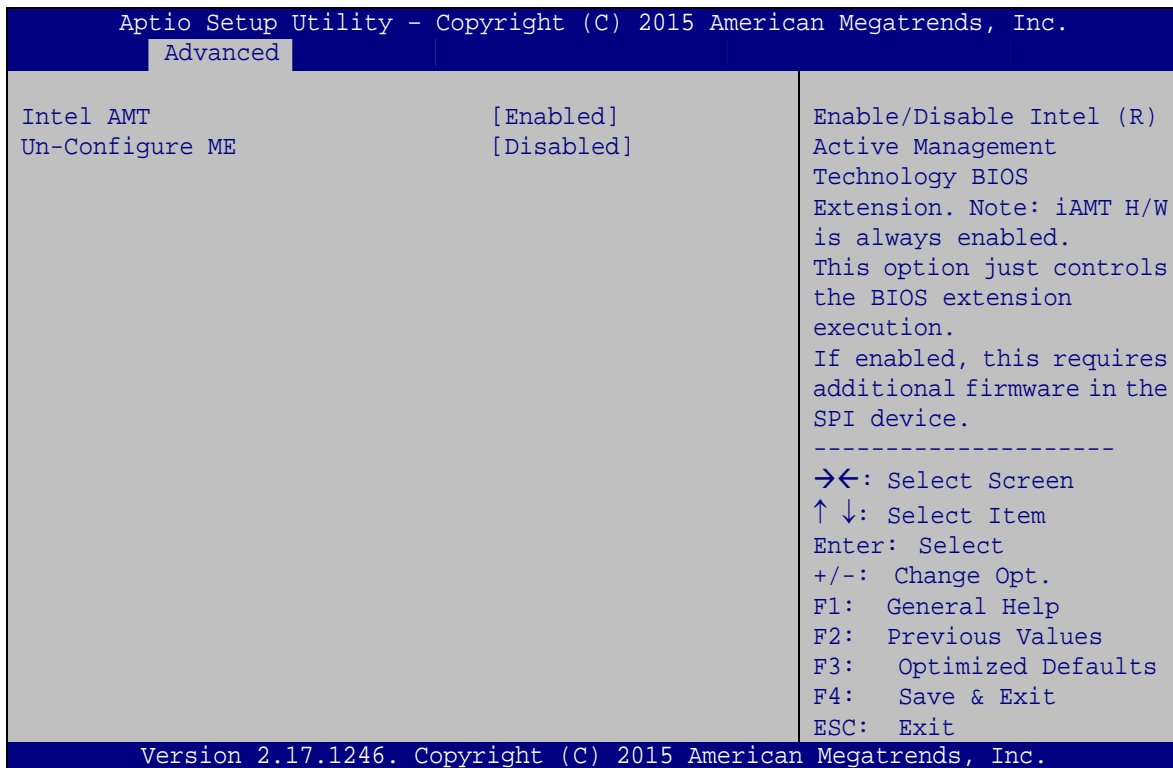 Aptio Setup Utility – Copyright (C) 2015 American Megatrends, Inc.
Advanced
Intel AMT [Enabled]
Un-Configure ME [Disabled]
Enable/Disable Intel (R)
Active Management
Technology BIOS
Extension. Note: iAMT H/W
is always enabled.
This option just controls
the BIOS extension
execution.
If enabled, this requires
additional firmware in the
SPI device.
---------------------
→←: Select Screen
↑ ↓: Select Item
Enter: Select
+/-: Change Opt.
F1: General Help
F2: Previous Values
F3: Optimized Defaults
F4: Save & Exit
ESC: Exit
Version 2.17.1246. Copyright (C) 2015 American Megatrends, Inc.